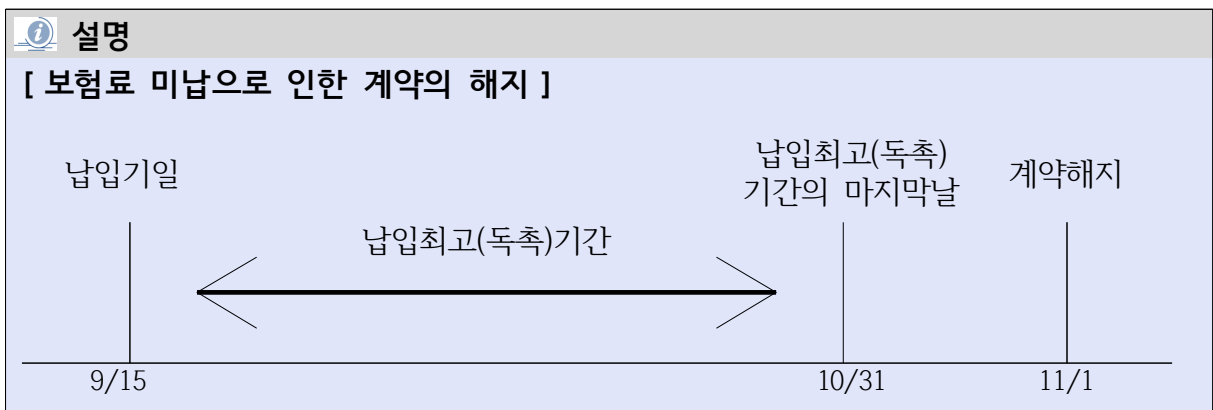 설명
[ 보험료 미납으로 인한 계약의 해지 ]
납입기일
납입최고(독촉)기간
납입최고(독촉)
기간의 마지막날
계약해지
9/15
10/31
11/1